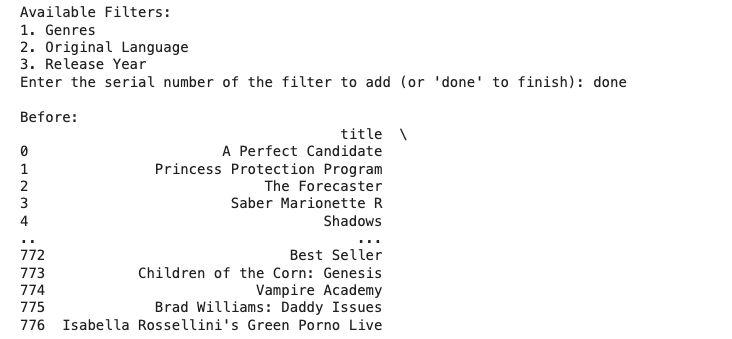 Available Filters:
1. Genres
2. Original Language
3. Release Year
Enter the serial number of the filter to add (or 'done' to finish): done
Before:
title \
0 A Perfect Candidate
1 Princess Protection Program
2 The Forecaster
3 Saber Marionette R
4 Shadows
.. ...
772 Best Seller
773 Children of the Corn: Genesis
774 Vampire Academy
775 Brad Williams: Daddy Issues
776 Isabella Rossellini's Green Porno Live